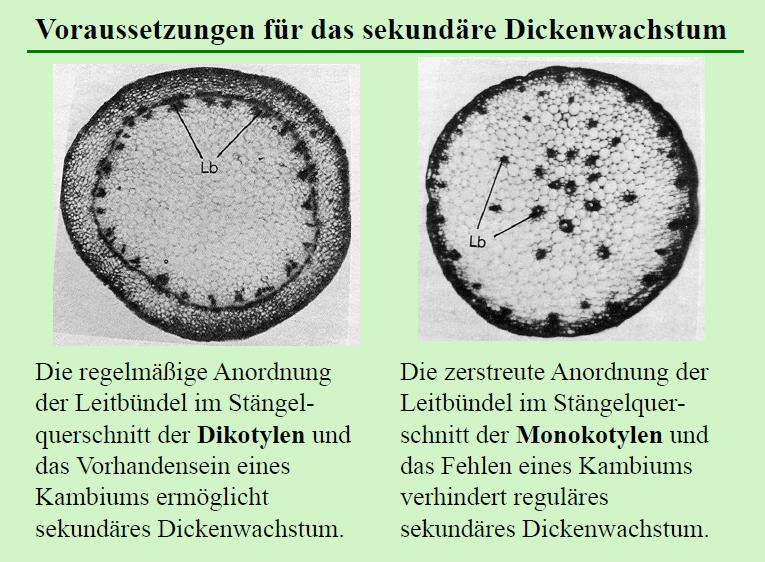 Voraussetzungen für das sekundäre Dickenwachstum
Lb
Lb
Die regelmäßige Anordnung
der Leitbündel im Stängel-
querschnitt der Dikotylen und
das Vorhandensein eines
Kambiums ermöglicht
sekundäres Dickenwachstum.
Die zerstreute Anordnung der
Leitbündel im Stängelquer-
schnitt der Monokotylen und
das Fehlen eines Kambiums
verhindert reguläres
sekundäres Dickenwachstum.